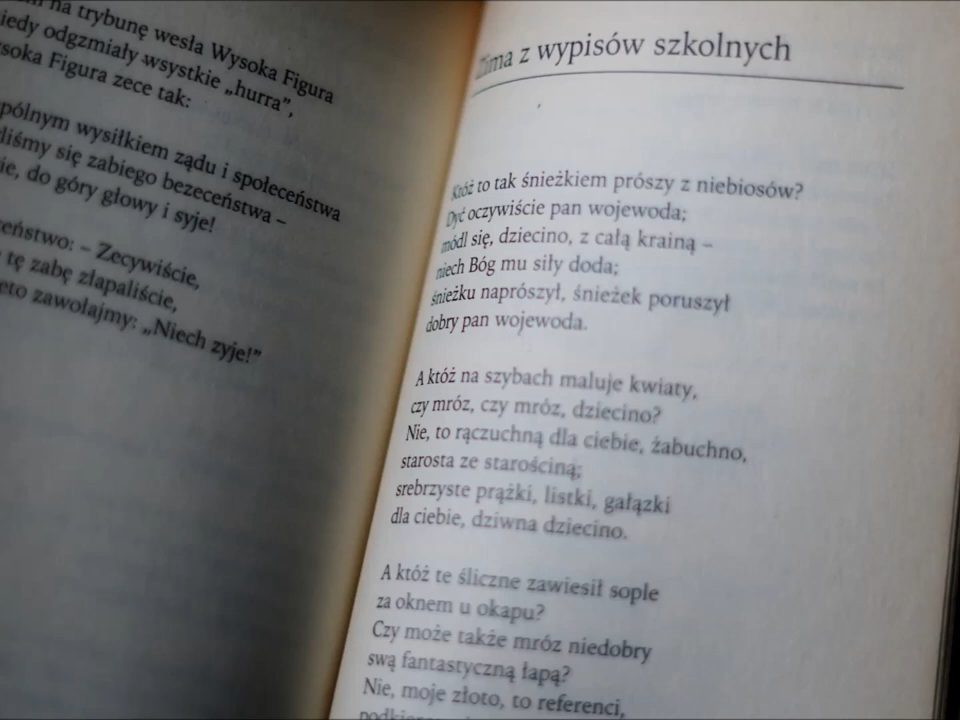 na trybunę wesła Wysoka Figura
iedy odgzmiały wsystkie „hurra”,
soka Figura zece tak:
pólnym wysiłkiem ządu i społeceństwa
liśmy się zabiego bezeceństwa –
ie, do góry głowy i syje!
ceństwo: – Zecywiście,
tę zabę złapaliście,
eto zawołajmy: „Niech zyje!”
Zima z wypisów szkolnych
Któż to tak śnieżkiem prószy z niebiosów?
Dyć oczywiście pan wojewoda;
módl się, dziecino, z całą krainą –
niech Bóg mu siły doda;
śnieżku naprószył, śnieżek poruszył
dobry pan wojewoda.
A któż na szybach maluje kwiaty,
czy mróz, czy mróz, dziecino?
Nie, to rączuchną dla ciebie, żabuchno,
starosta ze starościną;
srebrzyste prążki, listki, gałązki
dla ciebie, dziwna dziecino.
A któż te śliczne zawiesił sople
za oknem u okapu?
Czy może także mróz niedobry
swą fantastyczną łapą?
Nie, moje złoto, to referenci,